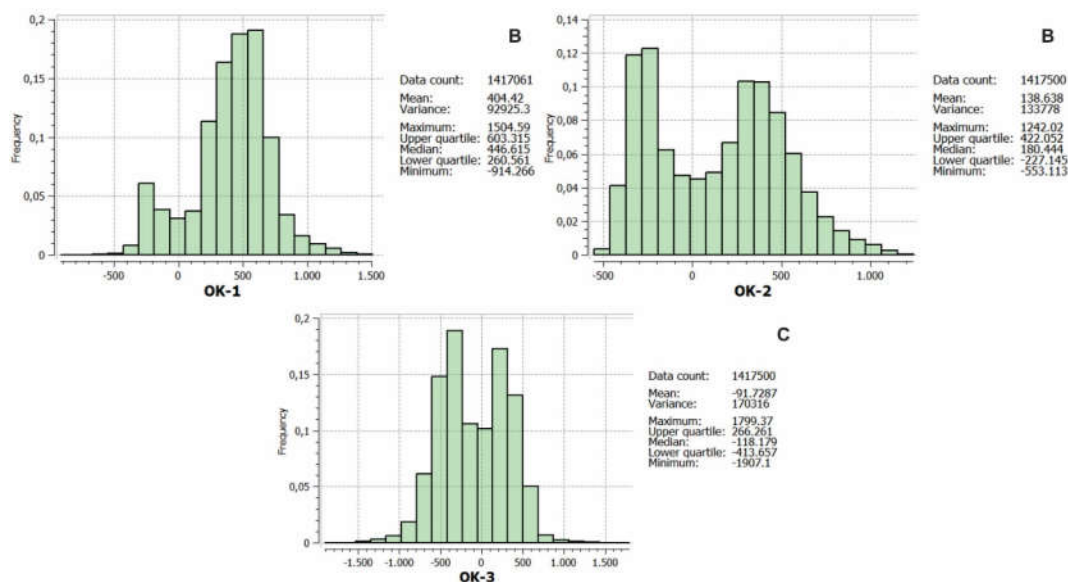 0,2
0,15
0,1
0,05
0
Frequency
-500
0
500
1.000
1.500
OK-1
B
Data count: 1417061
Mean: 404.42
Variance: 92925.3
Maximum: 1504.59
Upper quartile: 603.315
Median: 446.615
Lower quartile: 260.561
Minimum: -914.266
0,14
0,12
0,1
0,08
0,06
0,04
0,02
0
Frequency
-500
0
500
1.000
OK-2
B
Data count: 1417500
Mean: 138.638
Variance: 133778
Maximum: 1242.02
Upper quartile: 422.052
Median: 180.444
Lower quartile: -227.145
Minimum: -553.113
0,2
0,15
0,1
0,05
0
Frequency
-1.500
-1.000
-500
0
500
1.000
1.500
OK-3
C
Data count: 1417500
Mean: -91.7287
Variance: 170316
Maximum: 1799.37
Upper quartile: 266.261
Median: -118.179
Lower quartile: -413.657
Minimum: -1907.1